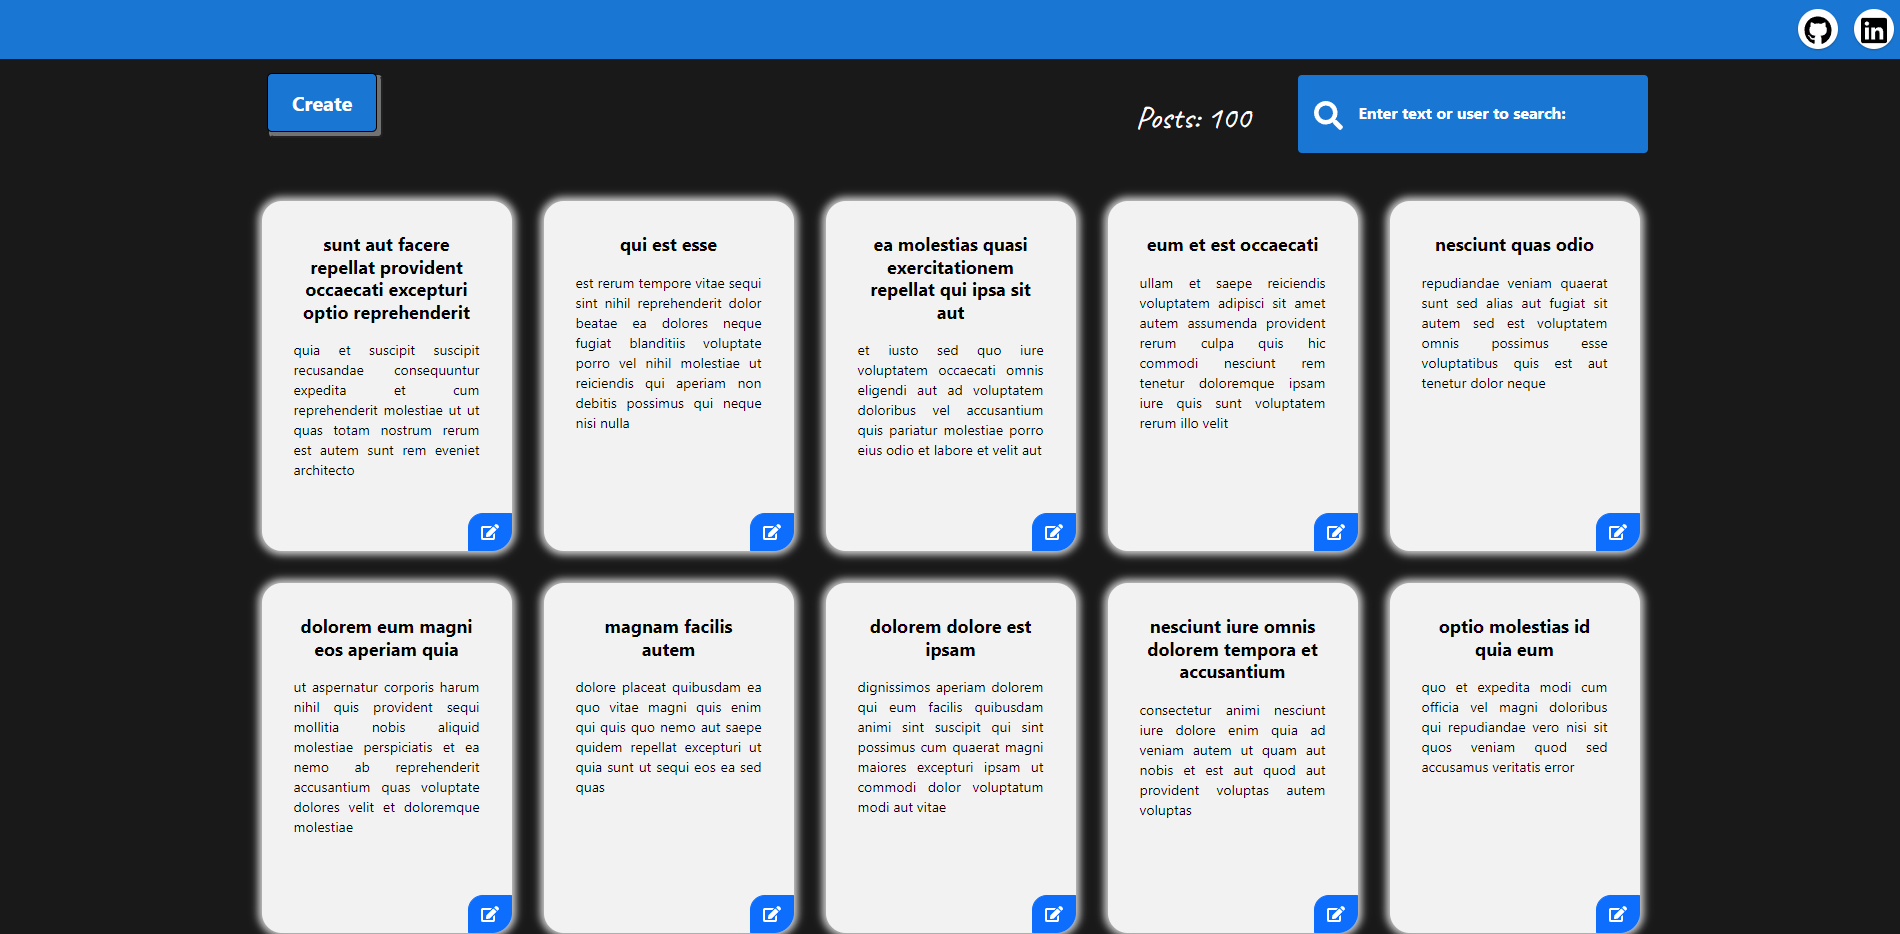 Create
Posts: 100
Enter text or user to search:
sunt aut facere
repellat provident
occaecati excepturi
optio reprehenderit
quia et suscipit suscipit
recusandae consequuntur
expedita et cum
reprehenderit molestiae ut ut
quas totam nostrum rerum
est autem sunt rem eveniet
architecto
qui est esse
est rerum tempore vitae sequi
sint nihil reprehenderit dolor
beatae ea dolores neque
fugiat blanditiis voluptate
porro vel nihil molestiae ut
reiciendis qui aperiam non
debitis possimus qui neque
nisi nulla
ea molestias quasi
exercitationem
repellat qui ipsa sit
aut
et iusto sed quo iure
voluptatem occaecati omnis
eligendi aut ad voluptatem
doloribus vel accusantium
quis pariatur molestiae porro
eius odio et labore et velit aut
eum et est occaecati
ullam et saepe reiciendis
voluptatem adipisci sit amet
autem assumenda provident
rerum culpa quis hic
commodi nesciunt rem
tenetur doloremque ipsam
iure quis sunt voluptatem
rerum illo velit
nesciunt quas odio
repudiandae veniam quaerat
sunt sed alias aut fugiat sit
autem sed est voluptatem
omnis possimus esse
voluptatibus quis est aut
tenetur dolor neque
dolorem eum magni
eos aperiam quia
ut aspernatur corporis harum
nihil quis provident sequi
mollitia nobis aliquid
molestiae perspiciatis et ea
nemo ab reprehenderit
accusantium quas voluptate
dolores velit et doloremque
molestiae
magnam facilis
autem
dolore placeat quibusdam ea
quo vitae magni quis enim
qui quis quo nemo aut saepe
quidem repellat excepturi ut
quia sunt ut sequi eos ea sed
quas
dolorem dolore est
ipsam
dignissimos aperiam dolorem
qui eum facilis quibusdam
animi sint suscipit qui sint
possimus cum quaerat magni
maiores excepturi ipsam ut
commodi dolor voluptatum
modi aut vitae
nesciunt iure omnis
dolorem tempora et
accusantium
consectetur animi nesciunt
iure dolore enim quia ad
veniam autem ut quam aut
nobis et est aut quod aut
provident voluptas autem
voluptas
optio molestias id
quia eum
quo et expedita modi cum
officia vel magni doloribus
qui repudiandae vero nisi sit
quos veniam quod sed
accusamus veritatis error